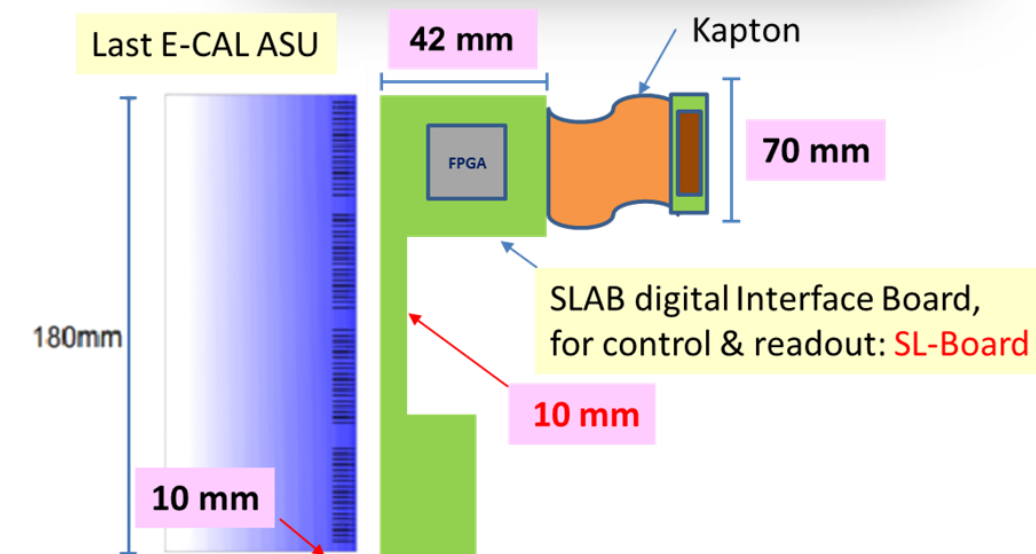 Last E-CAL ASU
42 mm
Kapton
FPGA
70 mm
SLAB digital Interface Board,
for control & readout: SL-Board
180mm
10 mm
10 mm